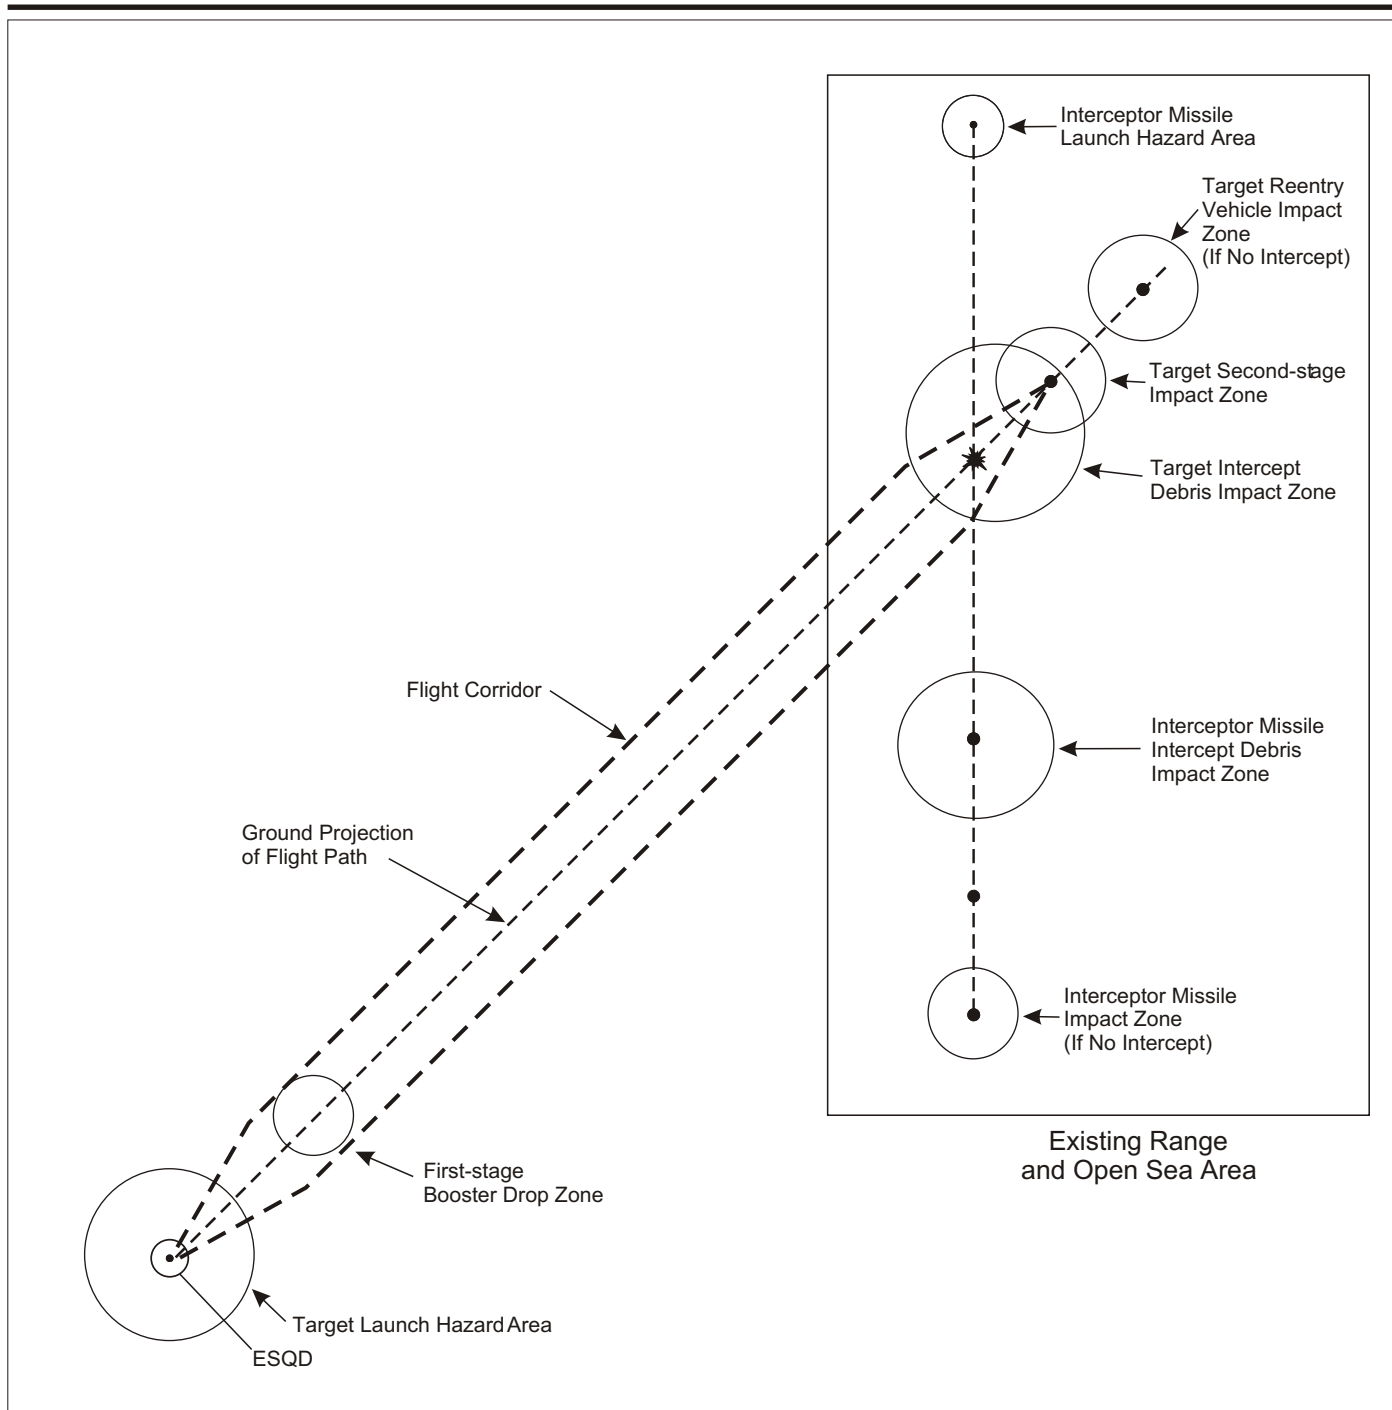 Interceptor Missile
Launch Hazard Area
Target Reentry
Vehicle Impact
Zone
(If No Intercept)
Target Second-stage
Impact Zone
Target Intercept
Debris Impact Zone
Flight Corridor
Interceptor Missile
Intercept Debris
Impact Zone
Ground Projection
of Flight Path
Interceptor Missile
Impact Zone
(If No Intercept)
Existing Range
and Open Sea Area
First-stage
Booster Drop Zone
Target Launch Hazard Area
ESQD